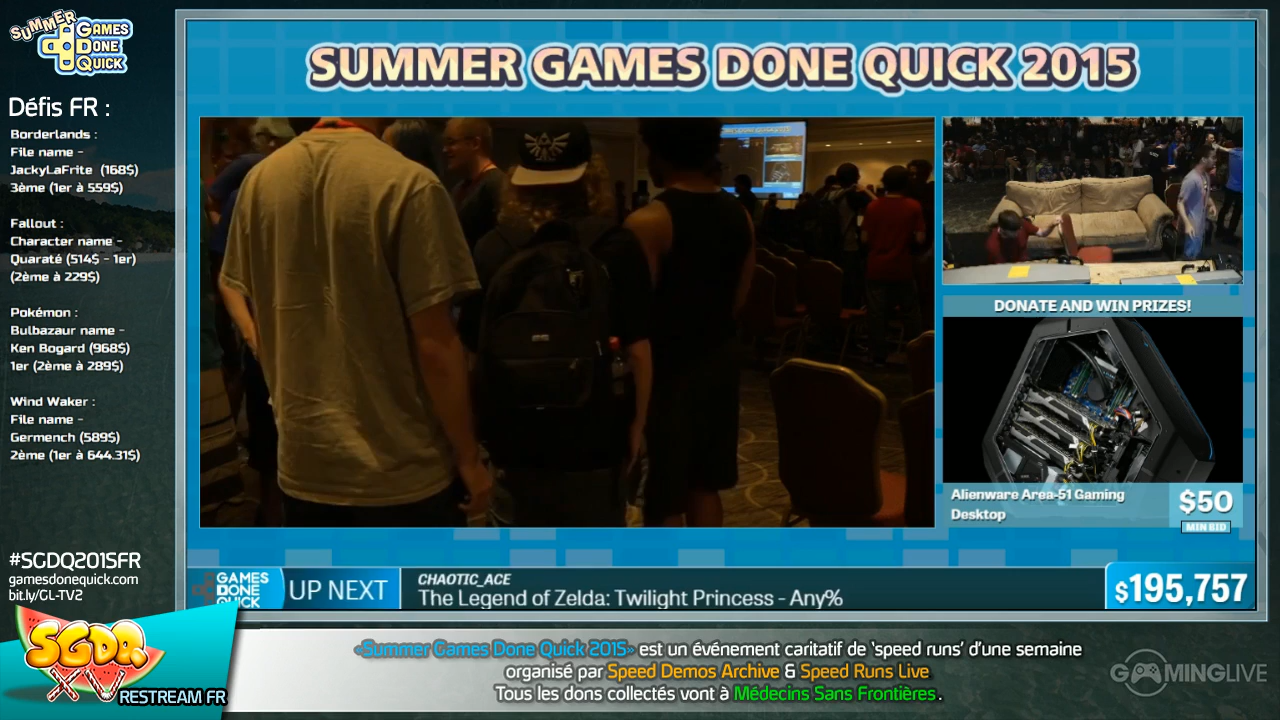 SUMMER
GAMES
DONE
QUICK
Défis FR :
Borderlands :
File name -
JackyLaFrite (168$)
3ème (1er à 559$)
Fallout :
Character name -
Quaraté (514$ - 1er)
(2ème à 229$)
Pokémon :
Bulbazaur name -
Ken Bogard (968$)
1er (2ème à 289$)
Wind Waker :
File name -
Germench (589$)
2ème (1er à 644.31$)
#SGDQ2015FR
gamesdonequick.com
bit.ly/GL-TV2
SGDQ
RESTREAM FR
SUMMER GAMES DONE QUICK 2015
DONATE AND WIN PRIZES!
Alienware Area-51 Gaming
Desktop
$50
MIN BID
GAMES
DONE
QUICK
UP NEXT
CHAOTIC_ACE
The Legend of Zelda: Twilight Princess - Any%
$195,757
«Summer Games Done Quick 2015» est un événement caritatif de 'speed runs' d'une semaine
organisé par Speed Demos Archive & Speed Runs Live
Tous les dons collectés vont à Médecins Sans Frontières.
GAMINGLIVE